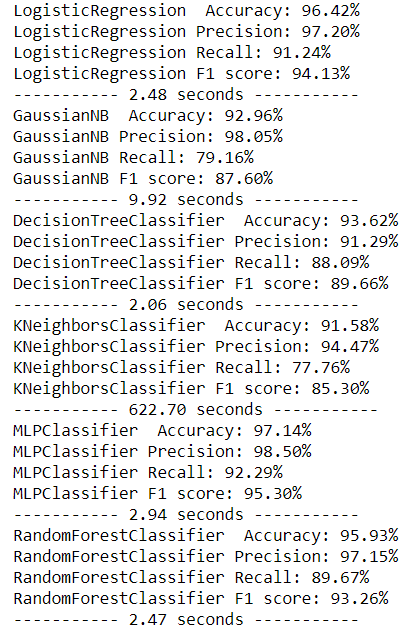 LogisticRegression  Accuracy: 96.42%
LogisticRegression Precision: 97.20%
LogisticRegression Recall: 91.24%
LogisticRegression F1 score: 94.13%
----------- 2.48 seconds -----------
GaussianNB  Accuracy: 92.96%
GaussianNB Precision: 98.05%
GaussianNB Recall: 79.16%
GaussianNB F1 score: 87.60%
----------- 9.92 seconds -----------
DecisionTreeClassifier  Accuracy: 93.62%
DecisionTreeClassifier Precision: 91.29%
DecisionTreeClassifier Recall: 88.09%
DecisionTreeClassifier F1 score: 89.66%
----------- 2.06 seconds -----------
KNeighborsClassifier  Accuracy: 91.58%
KNeighborsClassifier Precision: 94.47%
KNeighborsClassifier Recall: 77.76%
KNeighborsClassifier F1 score: 85.30%
----------- 622.70 seconds -----------
MLPClassifier  Accuracy: 97.14%
MLPClassifier Precision: 98.50%
MLPClassifier Recall: 92.29%
MLPClassifier F1 score: 95.30%
----------- 2.94 seconds -----------
RandomForestClassifier  Accuracy: 95.93%
RandomForestClassifier Precision: 97.15%
RandomForestClassifier Recall: 89.67%
RandomForestClassifier F1 score: 93.26%
----------- 2.47 seconds -----------